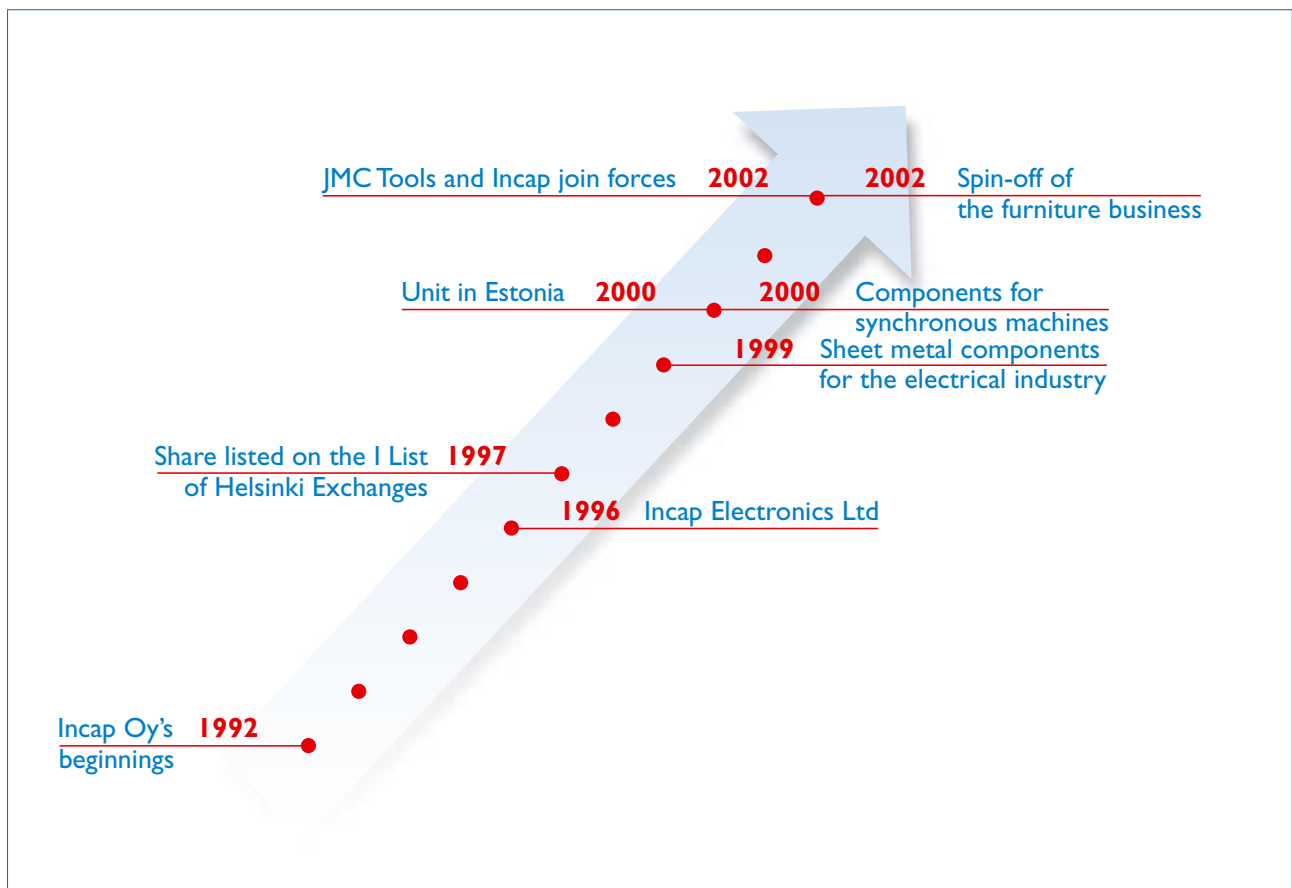 JMC Tools and Incap join forces 2002
2002 Spin-off of
the furniture business
Unit in Estonia 2000
2000 Components for
synchronous machines
1999 Sheet metal components
for the electrical industry
Share listed on the I List 1997
of Helsinki Exchanges
1996 Incap Electronics Ltd
Incap Oy’s 1992
beginnings